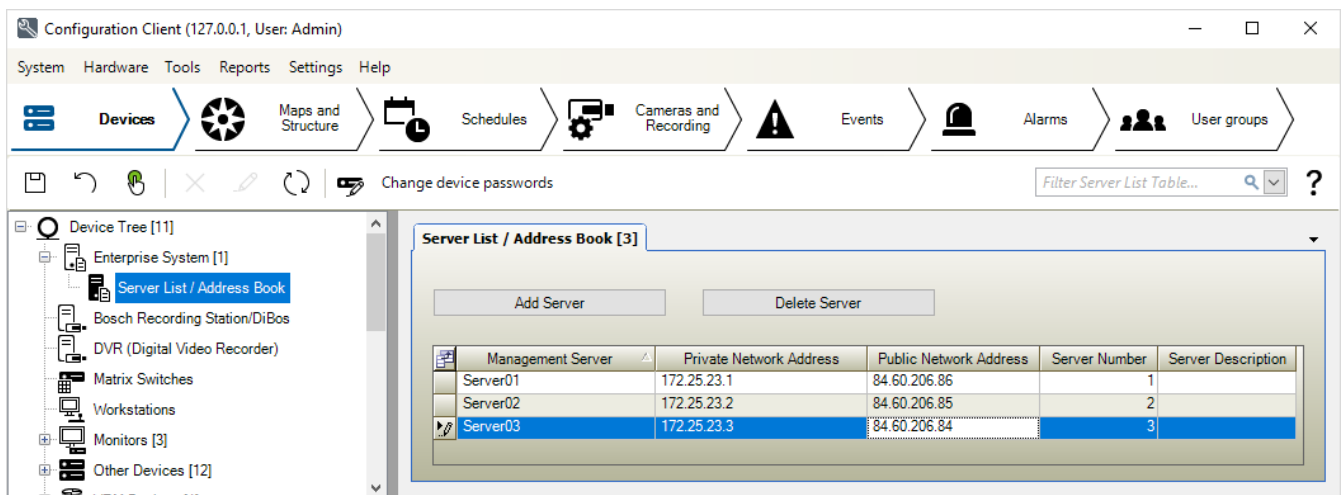 Configuration Client (127.0.0.1, User: Admin)
System Hardware Tools Reports Settings Help
Devices
Maps and
Structure
Schedules
Cameras and
Recording
Events
Alarms
User groups
Change device passwords
Filter Server List Table...
?
Device Tree [11]
Enterprise System [1]
Server List / Address Book
Bosch Recording Station/DiBos
DVR (Digital Video Recorder)
Matrix Switches
Workstations
Monitors [3]
Other Devices [12]
Server List / Address Book [3]
Add Server Delete Server
Management Server Private Network Address Public Network Address Server Number Server Description
Server01 172.25.23.1 84.60.206.86 1
Server02 172.25.23.2 84.60.206.85 2
Server03 172.25.23.3 84.60.206.84 3